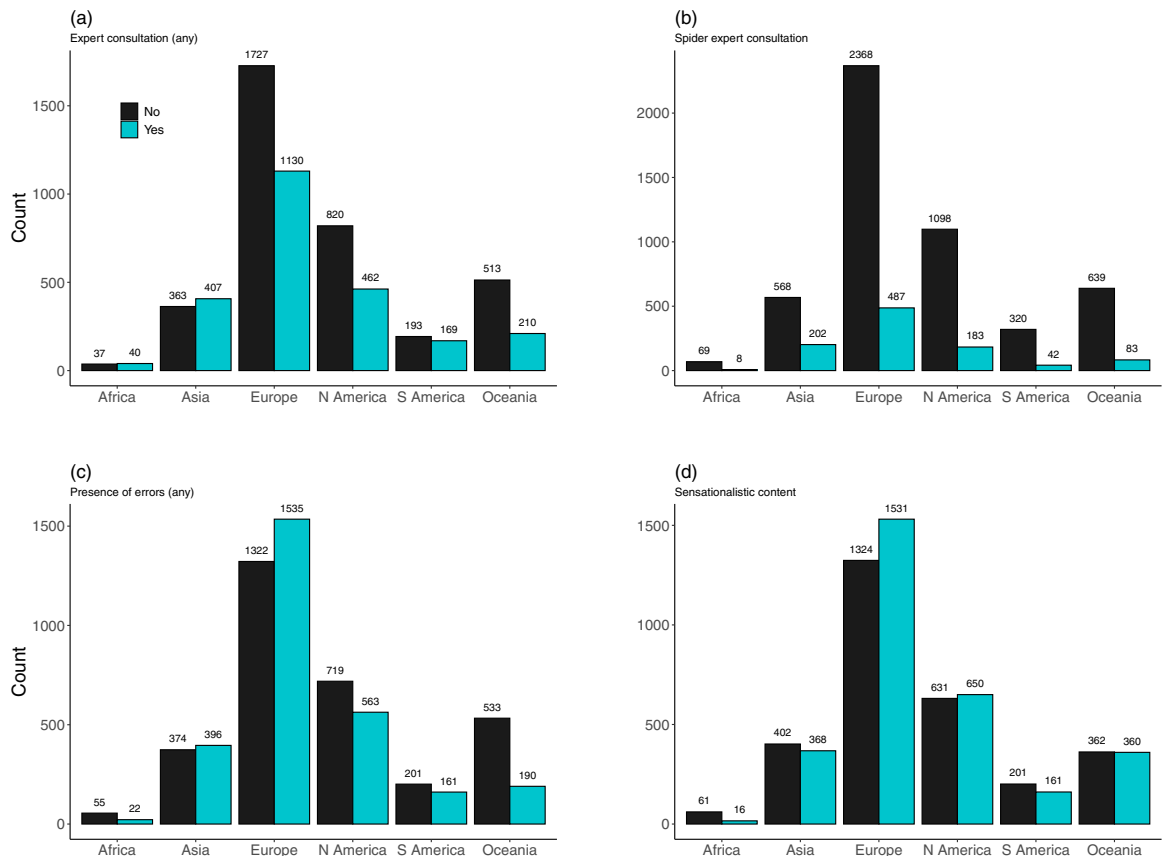 (a)
Expert consultation (any)
Count
1500
1000
500
0
No
Yes
37 40 363 407 1727 1130 820 462 193 169 513 210
Africa Asia Europe N America S America Oceania
(b)
Spider expert consultation
2000
1500
1000
500
0
69 8 568 202 2368 487 1098 183 320 42 639 83
Africa Asia Europe N America S America Oceania
(c)
Presence of errors (any)
Count
1500
1000
500
0
55 22 374 396 1322 1535 719 563 201 161 533 190
Africa Asia Europe N America S America Oceania
(d)
Sensationalistic content
1500
1000
500
0
61 16 402 368 1324 1531 631 650 201 161 362 360
Africa Asia Europe N America S America Oceania